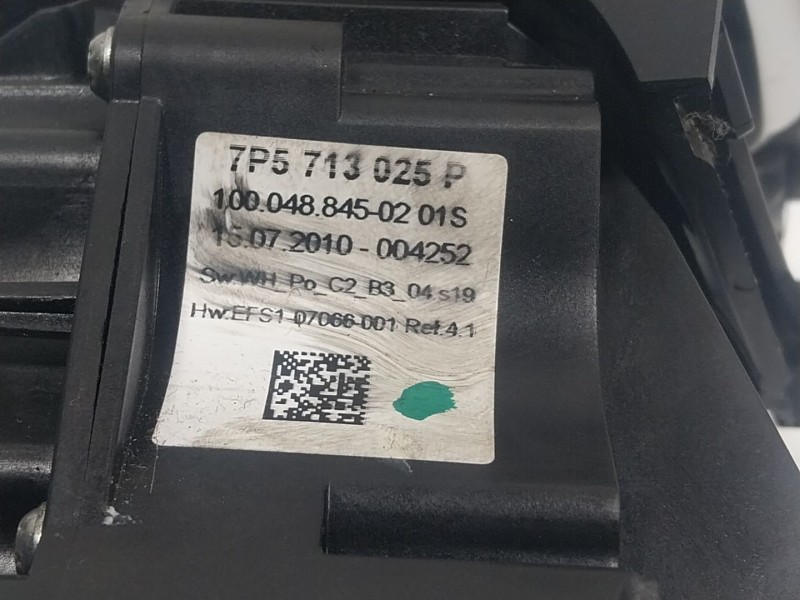 7P5 713 025 P
100.048.845-02 01S
15.07.2010 - 004252
Sw.WH_Po_C2_B3_04 s19
Hw.EFS1-07066-001 Ref.4.1